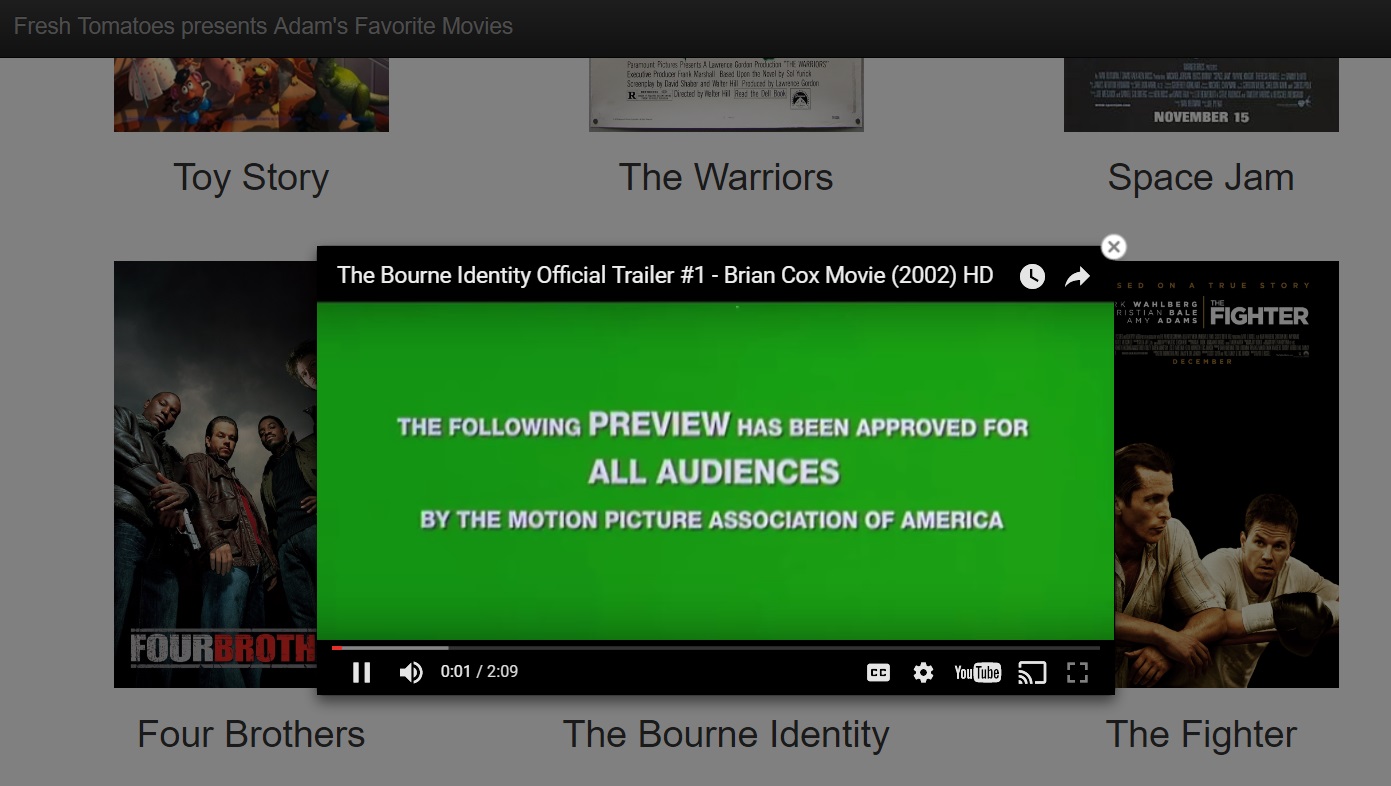 Fresh Tomatoes presents Adam's Favorite Movies
Paramount Pictures Presents A Lawrence Gordon Production "THE WARRIORS"
Executive Producer Frank Marshall Based Upon the Novel by Sol Yurick
Screenplay by David Shaber and Walter Hill Produced by Lawrence Gordon
R Directed by Walter Hill Read the Dell Book
NOVEMBER 15
Toy Story
The Warriors
Space Jam
The Bourne Identity Official Trailer #1 - Brian Cox Movie (2002) HD
THE FOLLOWING PREVIEW HAS BEEN APPROVED FOR
ALL AUDIENCES
BY THE MOTION PICTURE ASSOCIATION OF AMERICA
0:01 / 2:09
CC
YouTube
FOUR BROTH
SED ON A TRUE STORY
RK WAHLBERG
RISTIAN BALE
AMY ADAMS
THE
FIGHTER
DECEMBER
Four Brothers
The Bourne Identity
The Fighter